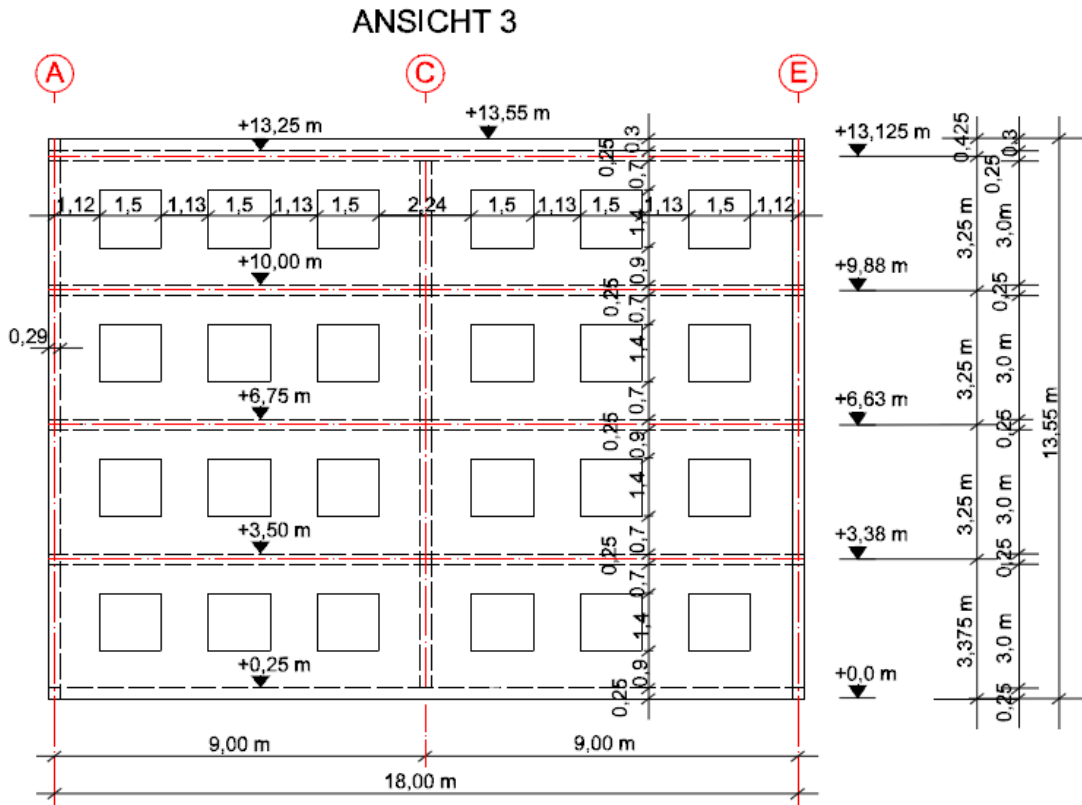 ANSICHT 3
A
C
E
+13,25 m
+13,55 m
0,3
+13,125 m
0,425
0,3
0,25
0,7
0,25
1,12
1,5
1,13
1,5
1,13
1,5
2,24
1,5
1,13
1,5
1,13
1,5
1,12
1,4
3,25 m
3,0m
+10,00 m
0,9
+9,88 m
0,25
0,7
0,25
0,29
1,4
3,25 m
3,0 m
13,55 m
+6,75 m
0,7
+6,63 m
0,25
0,9
0,25
1,4
3,25 m
3,0 m
+3,50 m
0,7
+3,38 m
0,25
0,7
0,25
1,4
3,375 m
3,0 m
+0,25 m
0,9
+0,0 m
0,25
0,25
9,00 m
9,00 m
18,00 m